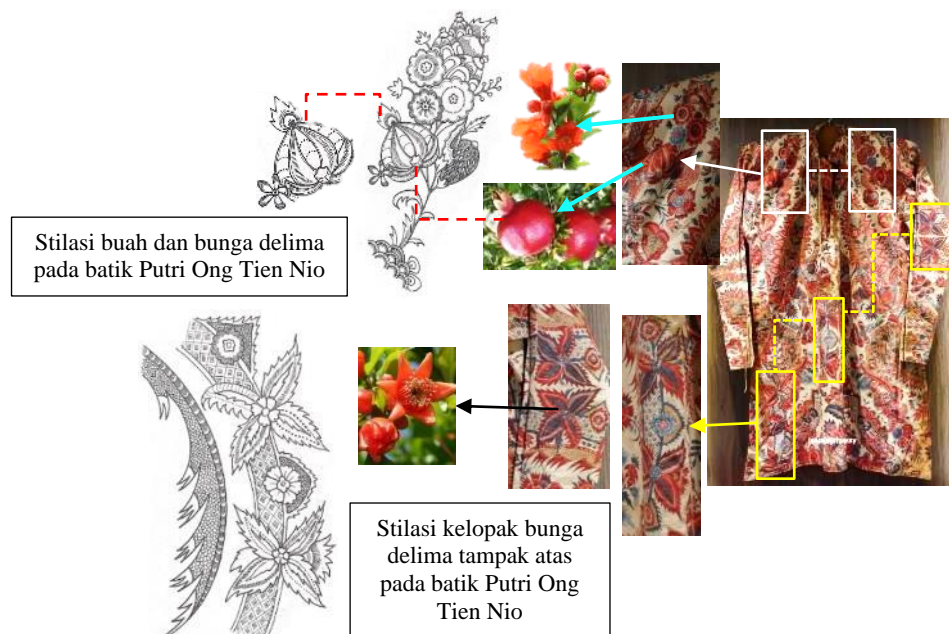 Stilasi buah dan bunga delima
pada batik Putri Ong Tien Nio
Stilasi kelopak bunga
delima tampak atas
pada batik Putri Ong
Tien Nio